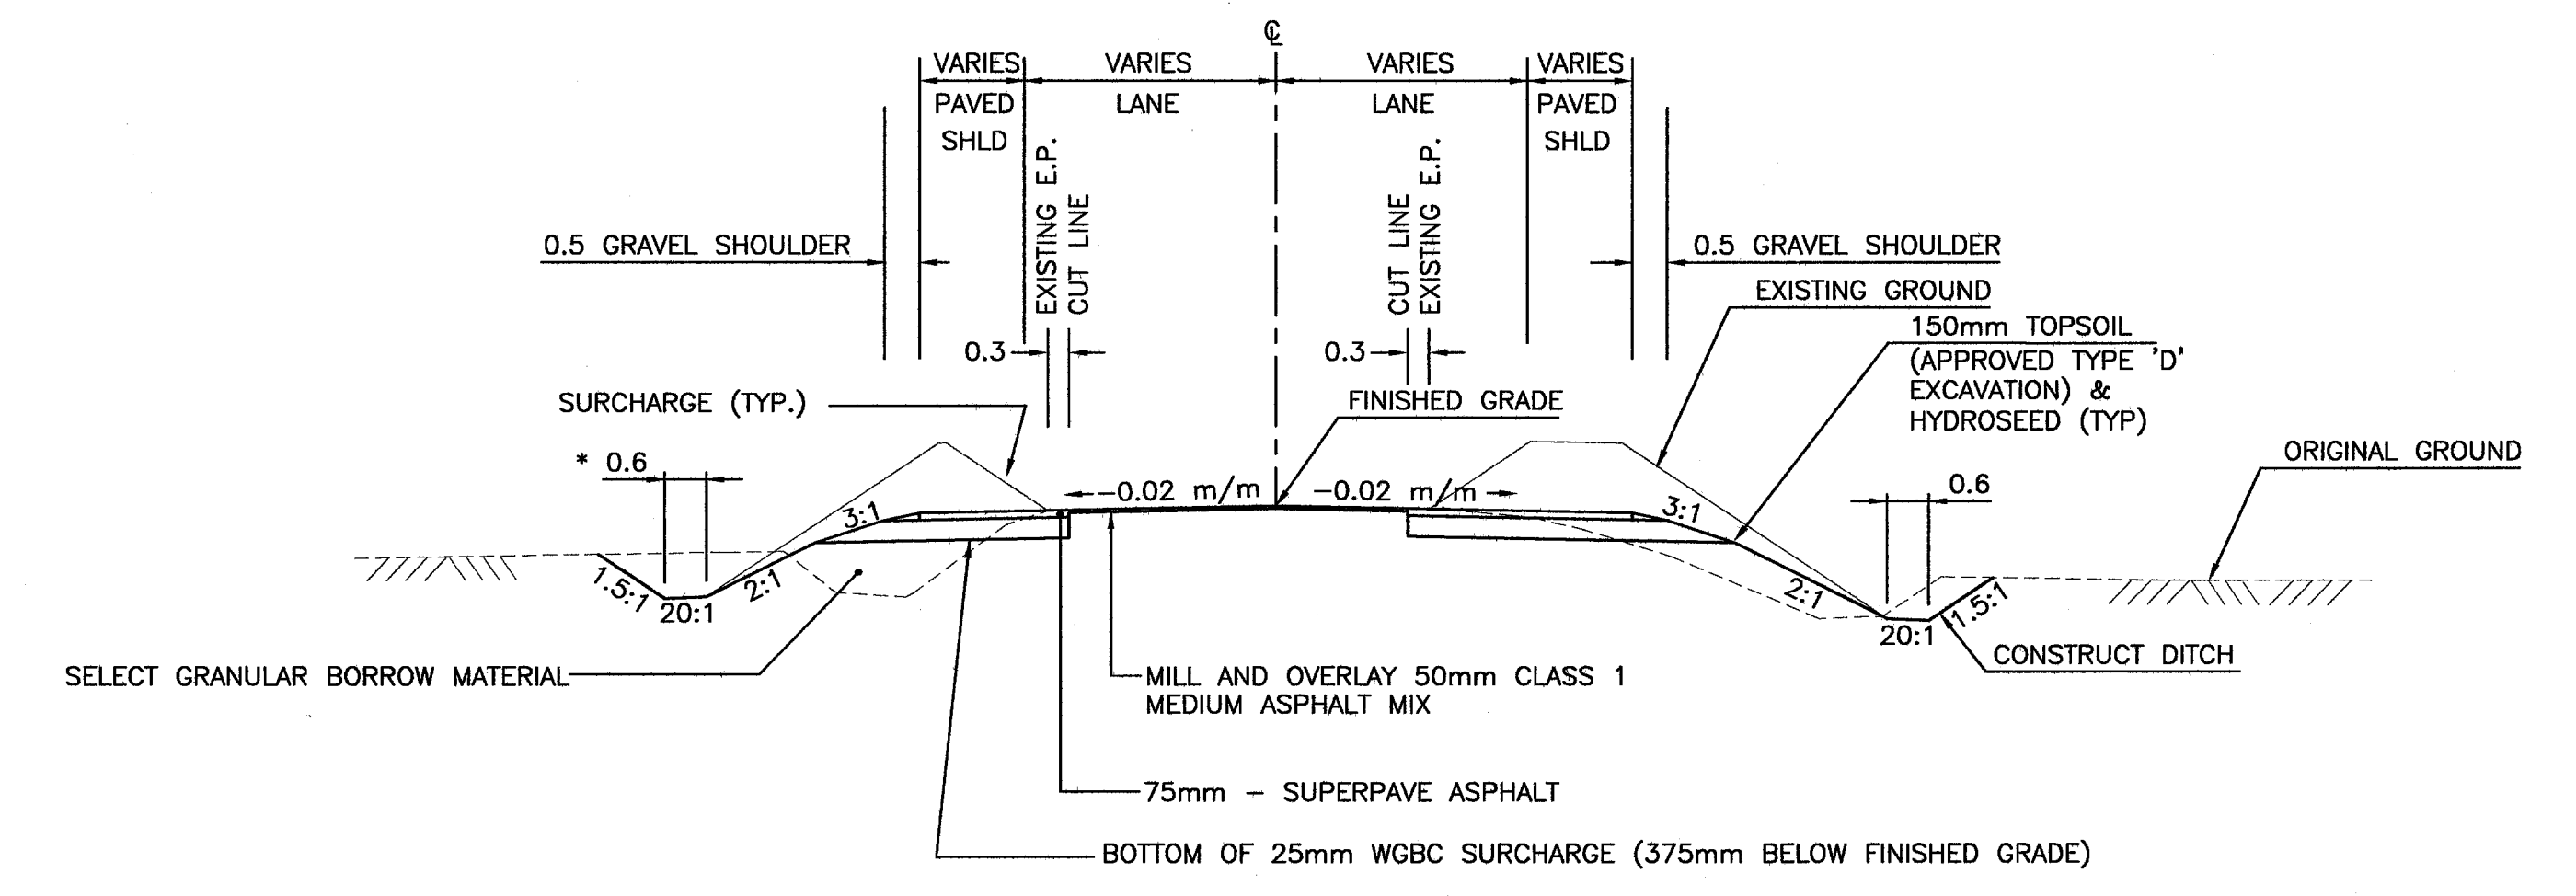 ℄
VARIES VARIES VARIES VARIES
PAVED LANE LANE PAVED
SHLD SHLD
EXISTING E.P.
CUT LINE
CUT LINE
EXISTING E.P.
0.5 GRAVEL SHOULDER
0.5 GRAVEL SHOULDER
EXISTING GROUND
150mm TOPSOIL
(APPROVED TYPE 'D'
EXCAVATION) &
HYDROSEED (TYP)
0.3
0.3
SURCHARGE (TYP.)
FINISHED GRADE
ORIGINAL GROUND
* 0.6
-0.02 m/m
-0.02 m/m
0.6
3:1
3:1
1.5:1
20:1
2:1
2:1
20:1
1.5:1
CONSTRUCT DITCH
SELECT GRANULAR BORROW MATERIAL
MILL AND OVERLAY 50mm CLASS 1
MEDIUM ASPHALT MIX
75mm - SUPERPAVE ASPHALT
BOTTOM OF 25mm WGBC SURCHARGE (375mm BELOW FINISHED GRADE)